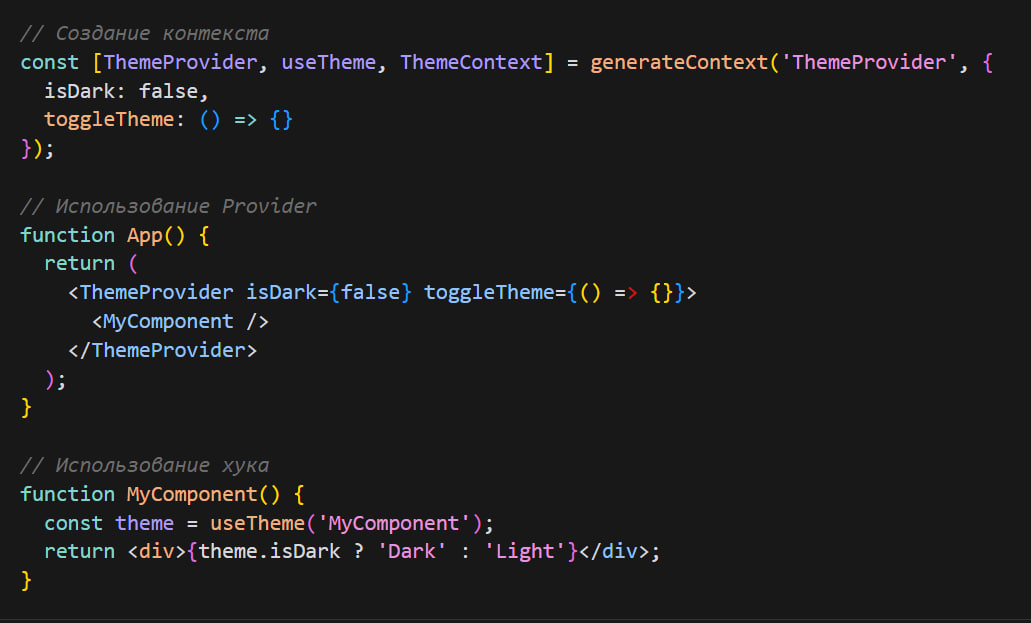 // Создание контекста
const [ThemeProvider, useTheme, ThemeContext] = generateContext('ThemeProvider', {
  isDark: false,
  toggleTheme: () => {}
});

// Использование Provider
function App() {
  return (
    <ThemeProvider isDark={false} toggleTheme={() => {}}>
      <MyComponent />
    </ThemeProvider>
  );
}

// Использование хука
function MyComponent() {
  const theme = useTheme('MyComponent');
  return <div>{theme.isDark ? 'Dark' : 'Light'}</div>;
}